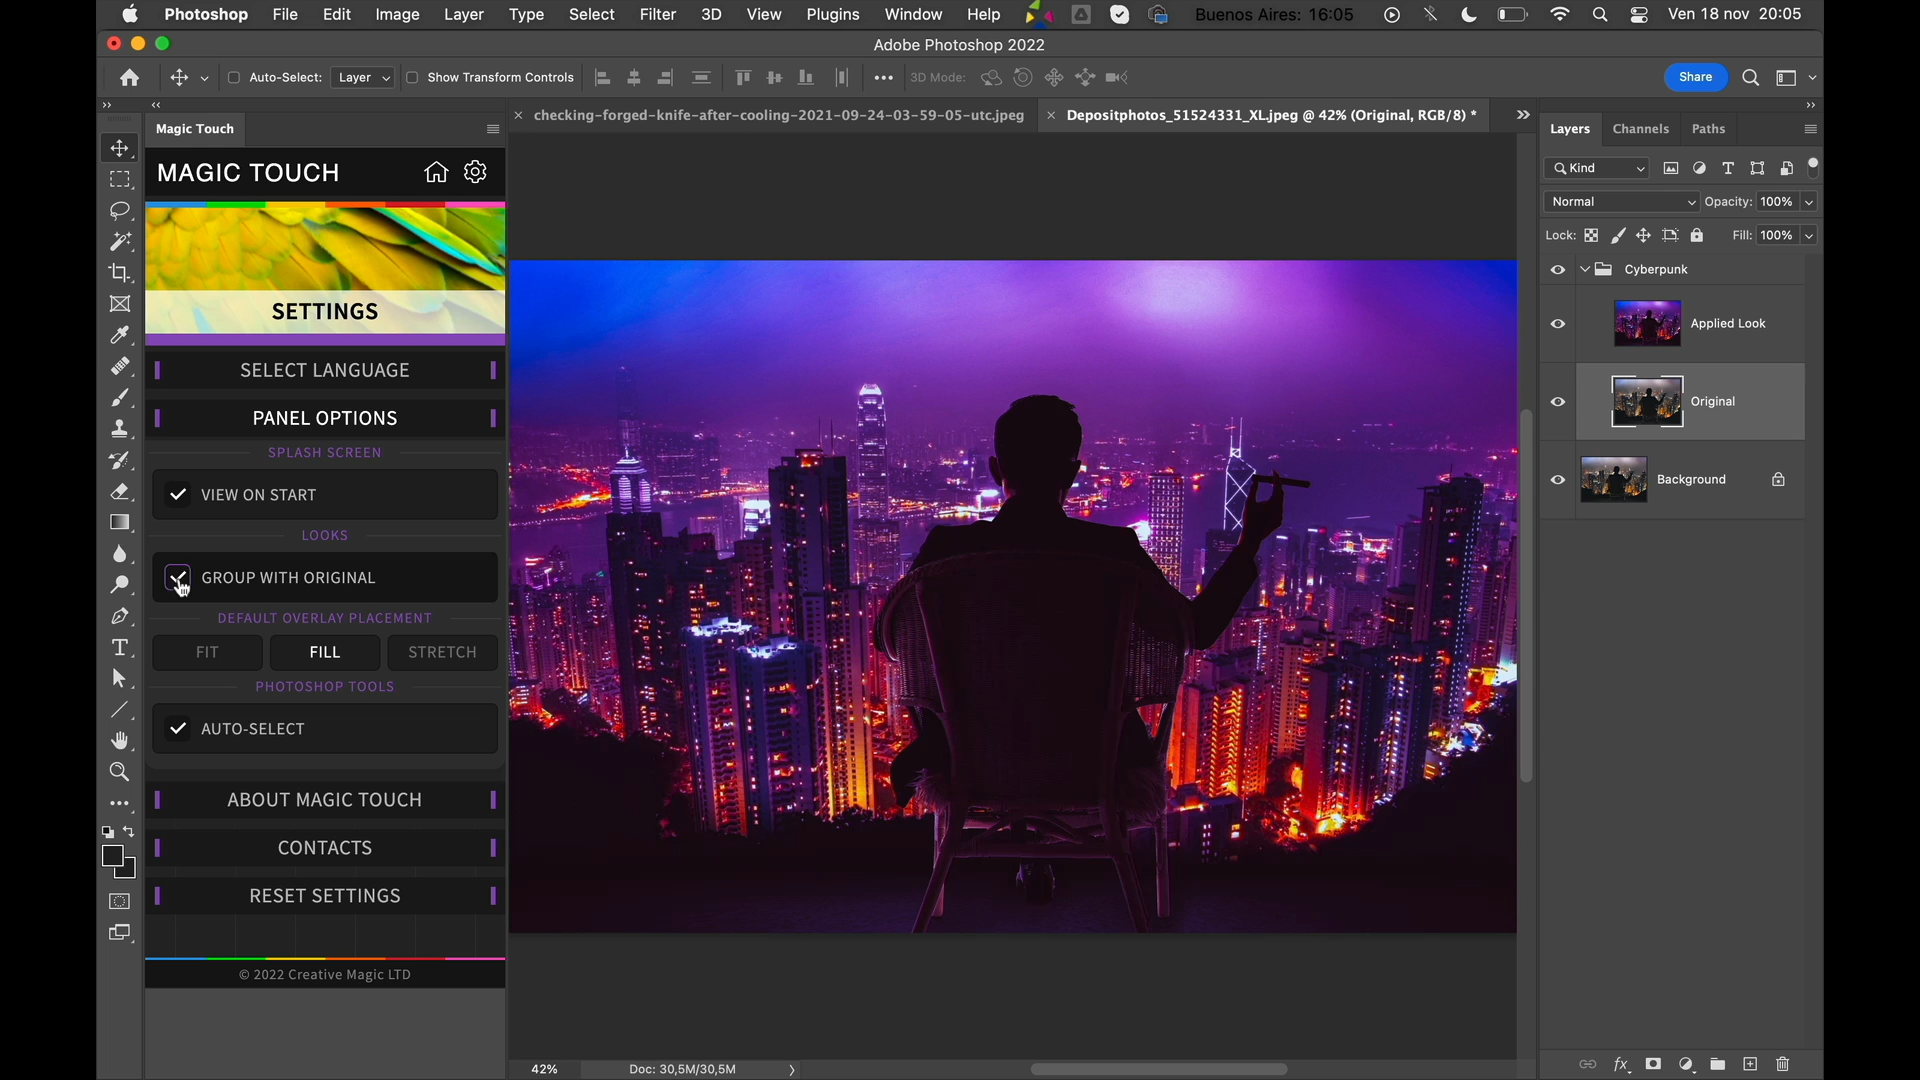 Photoshop File Edit Image Layer Type Select Filter 3D View Plugins Window Help Buenos Aires: 16:05 Ven 18 nov 20:05
Adobe Photoshop 2022
Auto-Select: Layer Show Transform Controls 3D Mode: Share
Magic Touch
checking-forged-knife-after-cooling-2021-09-24-03-59-05-utc.jpeg
Depositphotos_51524331_XL.jpeg @ 42% (Original, RGB/8) *
MAGIC TOUCH
SETTINGS
SELECT LANGUAGE
PANEL OPTIONS
SPLASH SCREEN
VIEW ON START
LOOKS
GROUP WITH ORIGINAL
DEFAULT OVERLAY PLACEMENT
FIT FILL STRETCH
PHOTOSHOP TOOLS
AUTO-SELECT
ABOUT MAGIC TOUCH
CONTACTS
RESET SETTINGS
© 2022 Creative Magic LTD
42% Doc: 30,5M/30,5M
Layers Channels Paths
Kind
Normal Opacity: 100%
Lock: Fill: 100%
Cyberpunk
Applied Look
Original
Background
fx